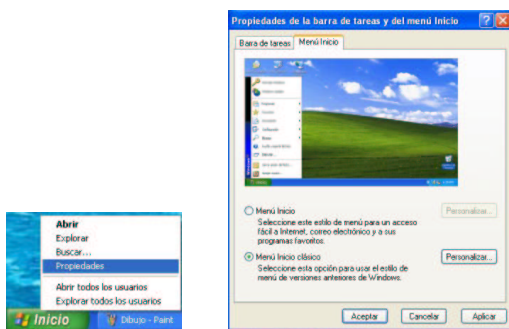 Abrir
Explorar
Buscar...
Propiedades
Abrir todos los usuarios
Explorar todos los usuarios
Inicio
Dibujo - Paint
Propiedades de la barra de tareas y del menú Inicio
Barra de tareas
Menú Inicio
Menú Inicio
Personalizar...
Seleccione este estilo de menú para un acceso
fácil a Internet, correo electrónico y a sus
programas favoritos.
Menú Inicio clásico
Personalizar...
Seleccione esta opción para usar el estilo de
menú de versiones anteriores de Windows.
Aceptar
Cancelar
Aplicar